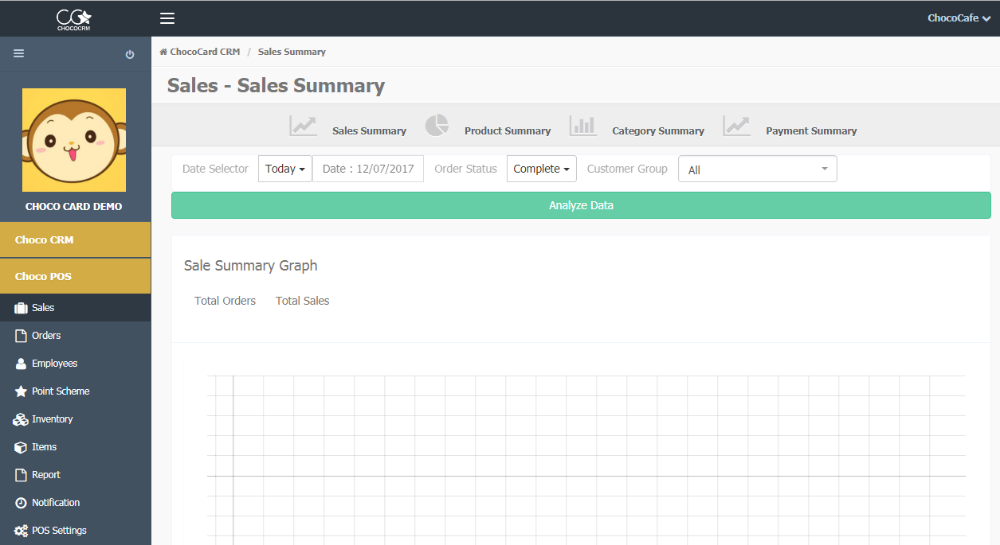 CHOCOCRM
ChocoCafe
ChocoCard CRM / Sales Summary
Sales - Sales Summary
Sales Summary Product Summary Category Summary Payment Summary
Date Selector Today Date : 12/07/2017 Order Status Complete Customer Group All
Analyze Data
Sale Summary Graph
Total Orders Total Sales
CHOCO CARD DEMO
Choco CRM
Choco POS
Sales
Orders
Employees
Point Scheme
Inventory
Items
Report
Notification
POS Settings